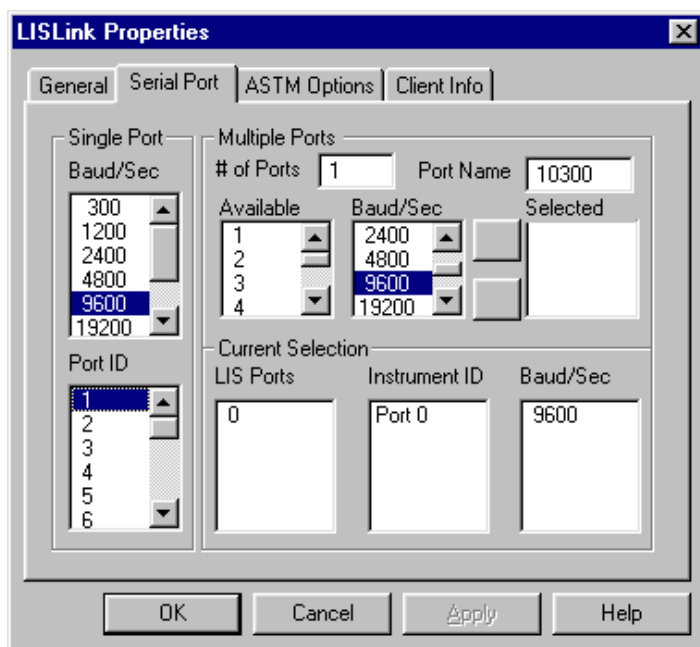 LISLink Properties
General Serial Port ASTM Options Client Info
Single Port
Baud/Sec
300
1200
2400
4800
9600
19200
Port ID
1
2
3
4
5
6
Multiple Ports
# of Ports 1 Port Name 10300
Available
1
2
3
4
Baud/Sec
2400
4800
9600
19200
Selected
Current Selection
LIS Ports Instrument ID Baud/Sec
0 Port 0 9600
OK Cancel Apply Help